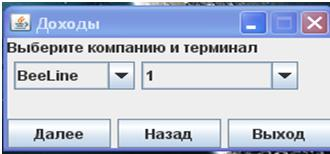 Доходы
Выберите компанию и терминал
BeeLine 1
Далее Назад Выход